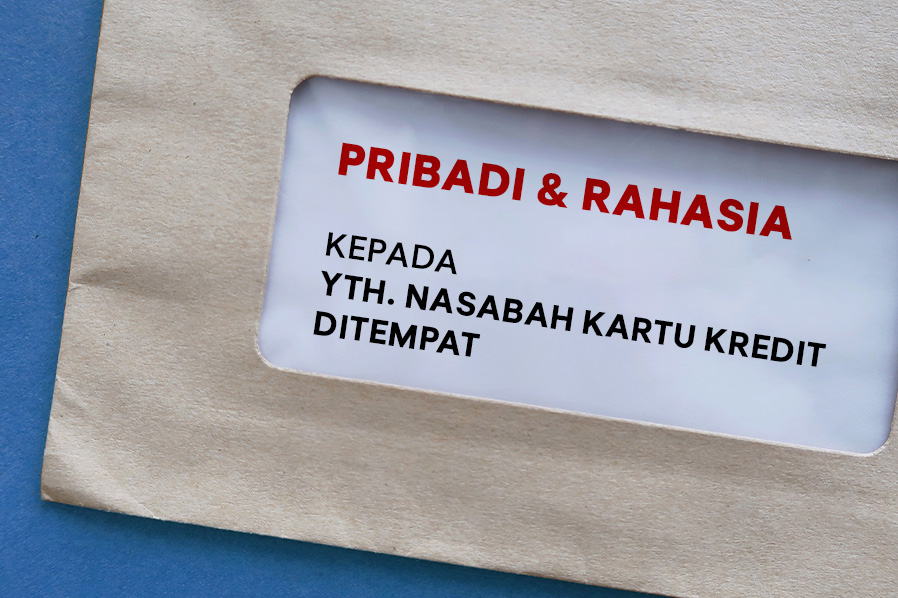 PRIBADI & RAHASIA
KEPADA
YTH. NASABAH KARTU KREDIT
DITEMPAT